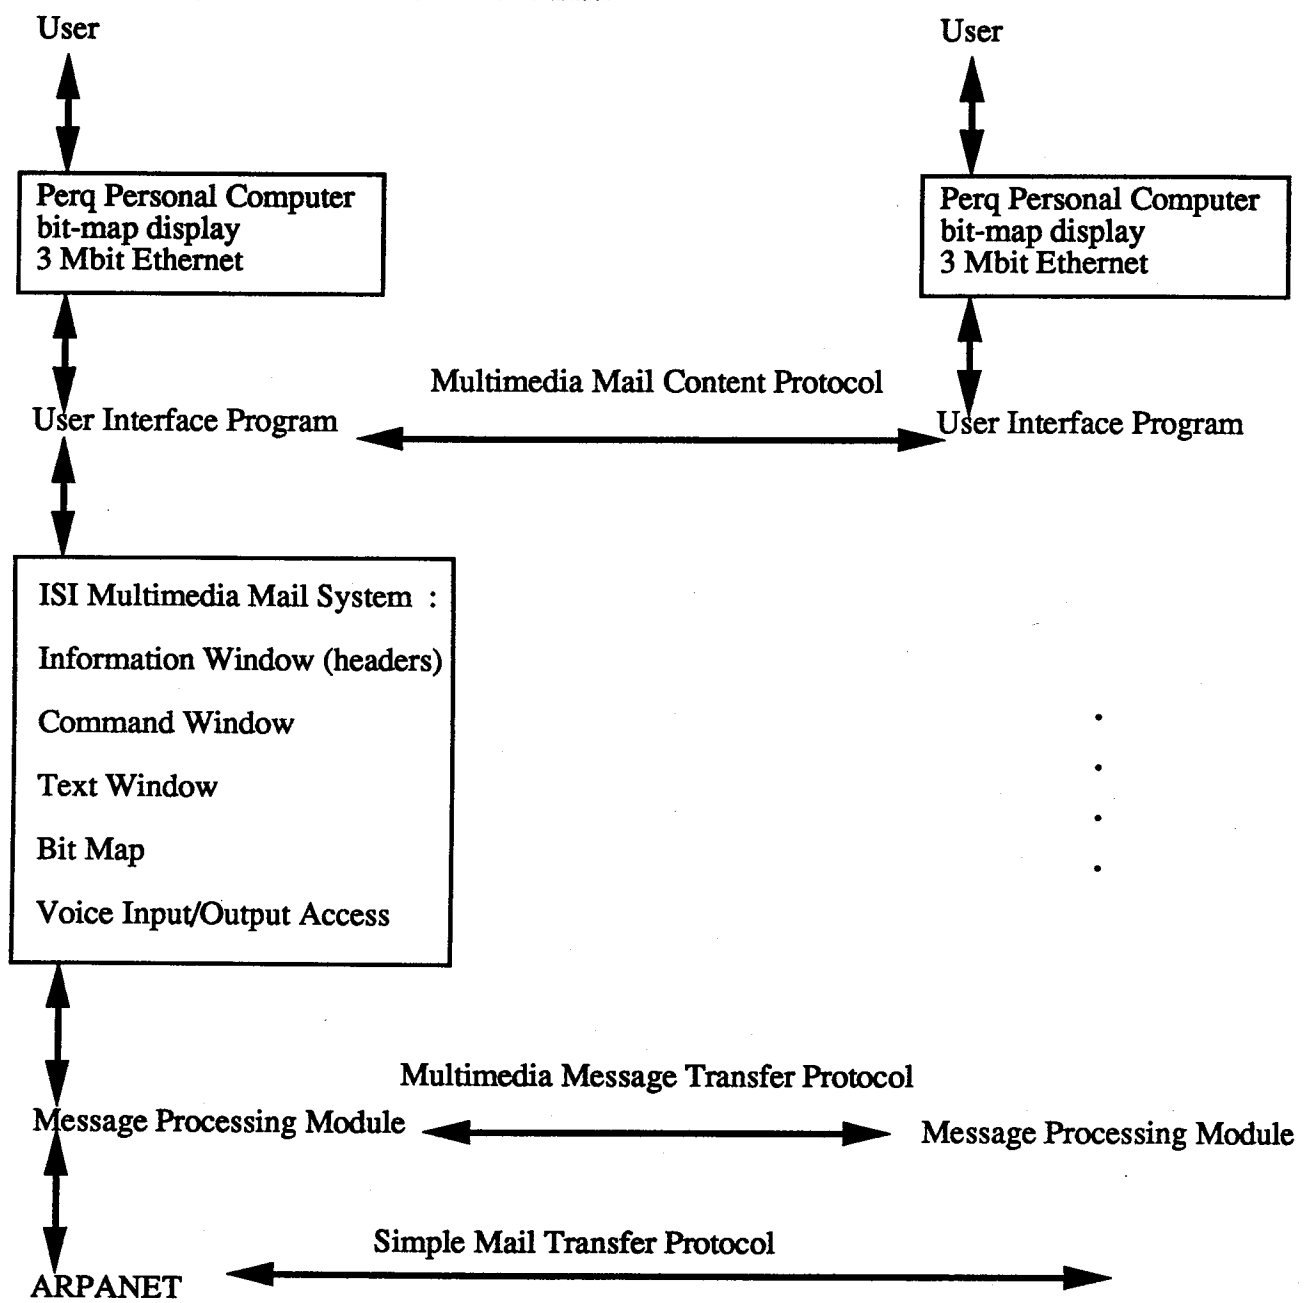 User
User
Perq Personal Computer
bit-map display
3 Mbit Ethernet
Perq Personal Computer
bit-map display
3 Mbit Ethernet
Multimedia Mail Content Protocol
User Interface Program
User Interface Program
ISI Multimedia Mail System :
Information Window (headers)
Command Window
Text Window
Bit Map
Voice Input/Output Access
Multimedia Message Transfer Protocol
Message Processing Module
Message Processing Module
Simple Mail Transfer Protocol
ARPANET